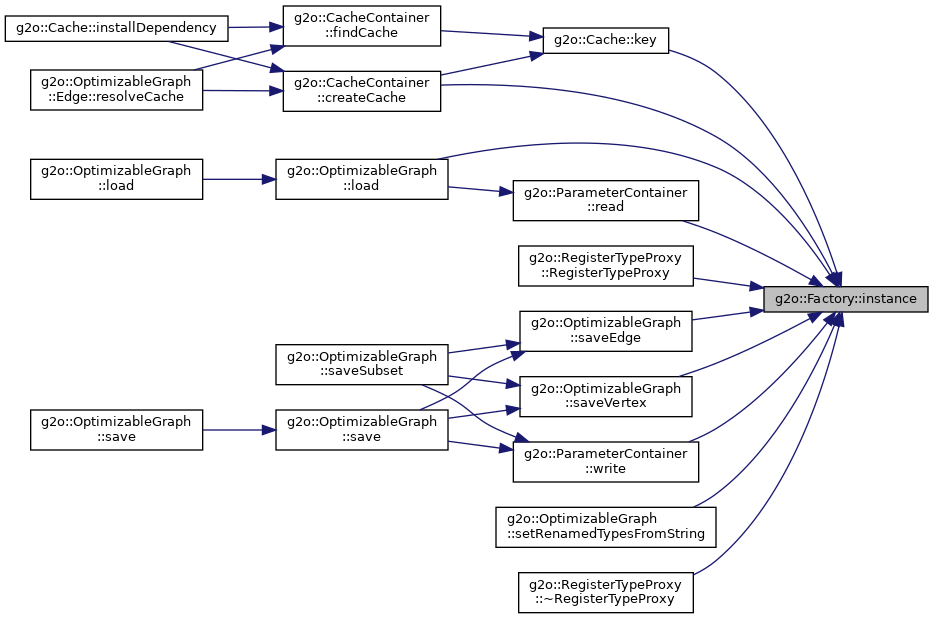 g2o::Cache::installDependency
g2o::CacheContainer
::findCache
g2o::Cache::key
g2o::OptimizableGraph
::Edge::resolveCache
g2o::CacheContainer
::createCache
g2o::OptimizableGraph
::load
g2o::OptimizableGraph
::load
g2o::ParameterContainer
::read
g2o::RegisterTypeProxy
::RegisterTypeProxy
g2o::Factory::instance
g2o::OptimizableGraph
::saveEdge
g2o::OptimizableGraph
::saveSubset
g2o::OptimizableGraph
::saveVertex
g2o::OptimizableGraph
::save
g2o::OptimizableGraph
::save
g2o::ParameterContainer
::write
g2o::OptimizableGraph
::setRenamedTypesFromString
g2o::RegisterTypeProxy
::~RegisterTypeProxy